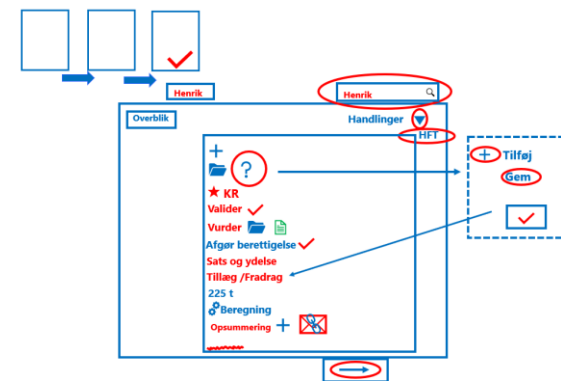 Henrik
Henrik
Overblik
Handlinger
HFT
+
?
KR
Valider
Vurder
Afgør berettigelse
Sats og ydelse
Tillæg /Fradrag
225 t
Beregning
Opsummering +
+ Tilføj
Gem